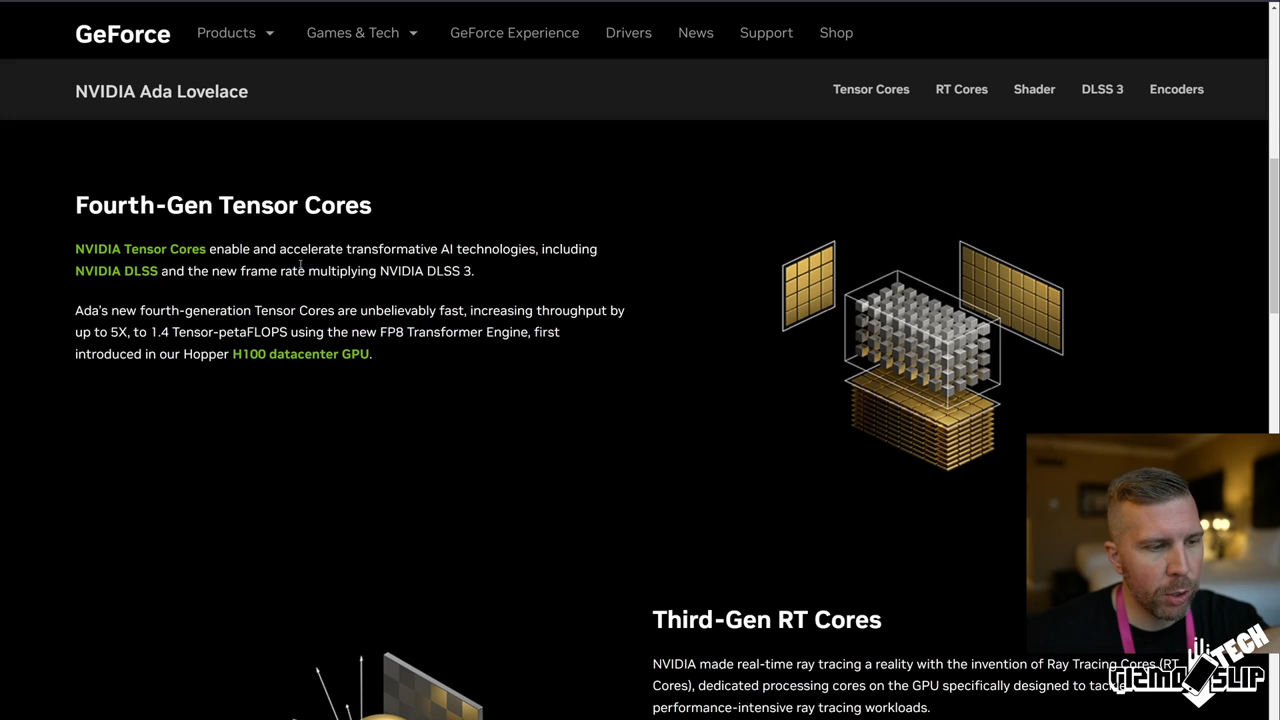 GeForce
Products
Games & Tech
GeForce Experience
Drivers
News
Support
Shop
NVIDIA Ada Lovelace
Tensor Cores
RT Cores
Shader
DLSS 3
Encoders
Fourth-Gen Tensor Cores
NVIDIA Tensor Cores enable and accelerate transformative AI technologies, including
NVIDIA DLSS and the new frame rate multiplying NVIDIA DLSS 3.
Ada's new fourth-generation Tensor Cores are unbelievably fast, increasing throughput by
up to 5X, to 1.4 Tensor-petaFLOPS using the new FP8 Transformer Engine, first
introduced in our Hopper H100 datacenter GPU.
Third-Gen RT Cores
NVIDIA made real-time ray tracing a reality with the invention of Ray Tracing Cores (RT
Cores), dedicated processing cores on the GPU specifically designed to
performance-intensive ray tracing workloads.
GIZMO SLIP
TECH